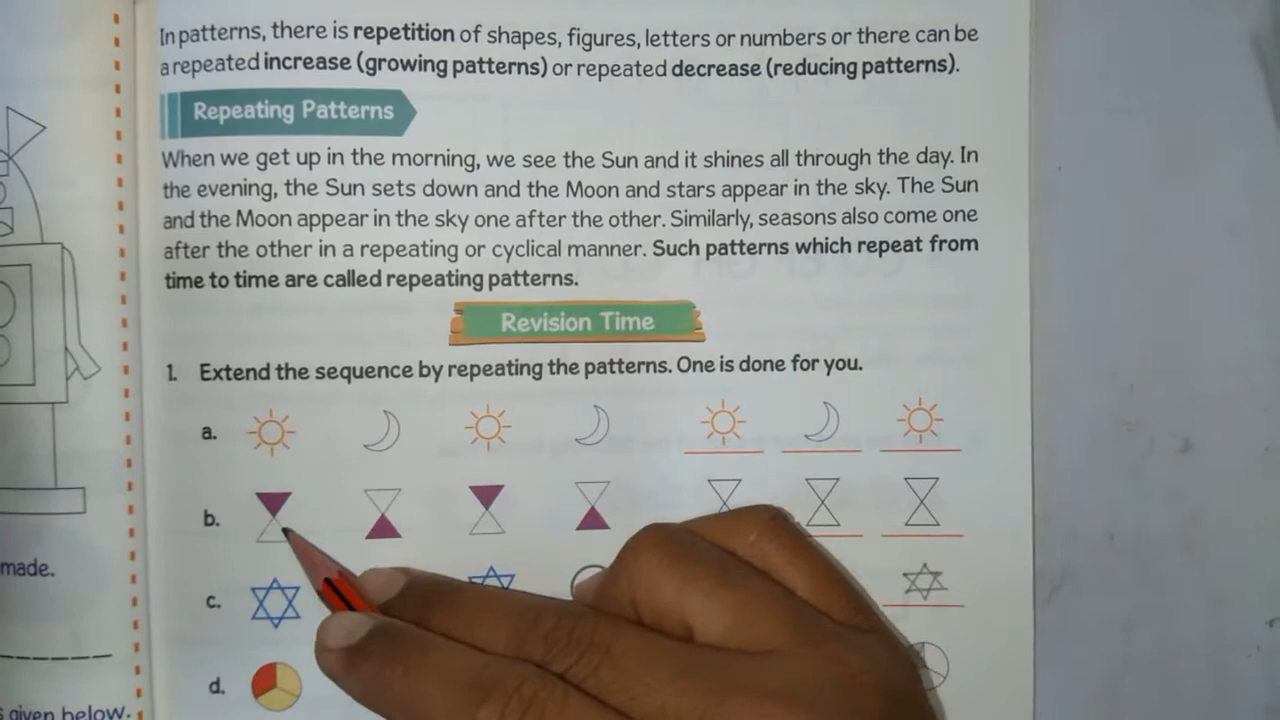 In patterns, there is repetition of shapes, figures, letters or numbers or there can be
a repeated increase (growing patterns) or repeated decrease (reducing patterns).
Repeating Patterns
When we get up in the morning, we see the Sun and it shines all through the day. In
the evening, the Sun sets down and the Moon and stars appear in the sky. The Sun
and the Moon appear in the sky one after the other. Similarly, seasons also come one
after the other in a repeating or cyclical manner. Such patterns which repeat from
time to time are called repeating patterns.
Revision Time
1. Extend the sequence by repeating the patterns. One is done for you.
a.
b.
c.
d.
made.
given below.